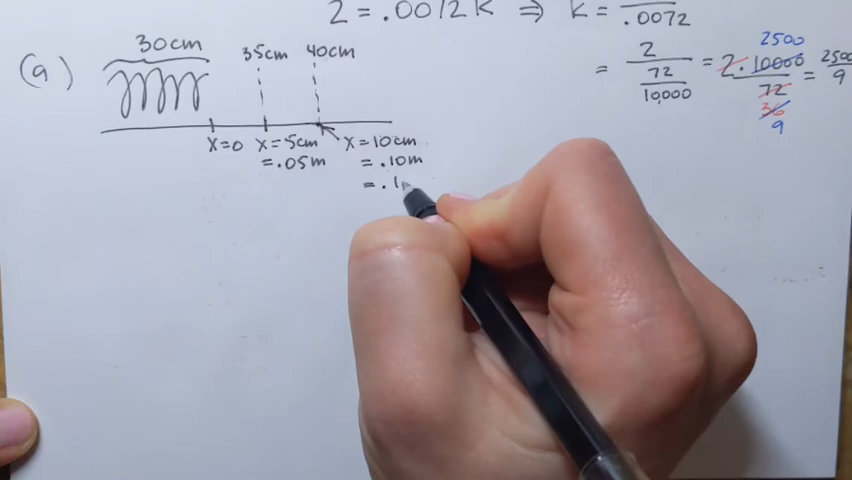 2 = .0072K ⇒ K = ─/.0072
= 2/(72/10,000) = 2·10000/72 = 2500/9
2500
36
9
(a)
30cm
35cm 40cm
x=0 x=5cm x=10cm
=.05m =.10m
=.1